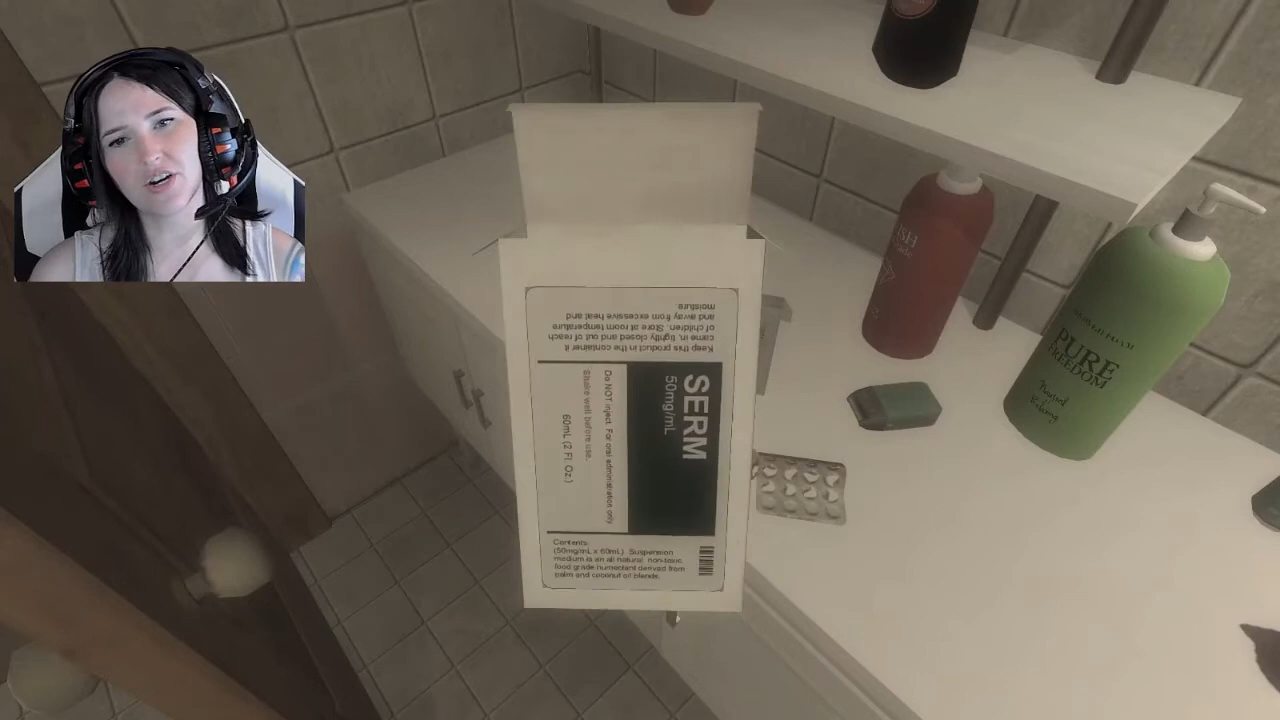 Keep this product in the container it
came in, tightly closed and out of reach
of children. Store at room temperature
and away from excessive heat and
moisture
SERM
50mg/mL
Do NOT inject. For oral administration only
Shake well before use.
60mL (2 Fl. Oz.)
Contents:
(50mg/mL x 60mL) Suspension
medium is an all natural, non-toxic,
food grade humectant derived from
palm and coconut oil blends.
PURE
FREEDOM